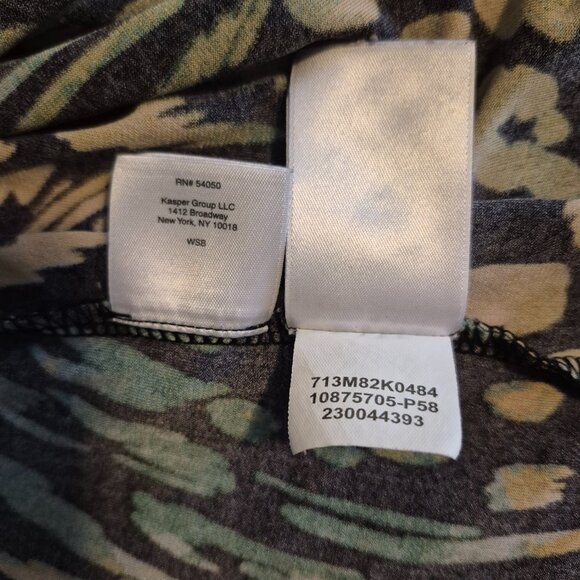 RN# 54050
Kasper Group LLC
1412 Broadway
New York, NY 10018
WSB
713M82K0484
10875705-P58
230044393